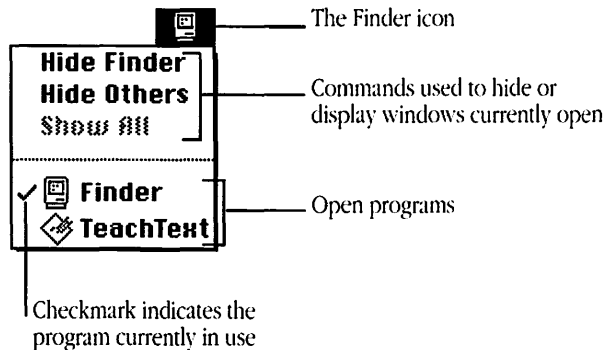 The Finder icon
Hide Finder
Hide Others
Show All
Commands used to hide or
display windows currently open
Finder
TeachText
Open programs
Checkmark indicates the
program currently in use